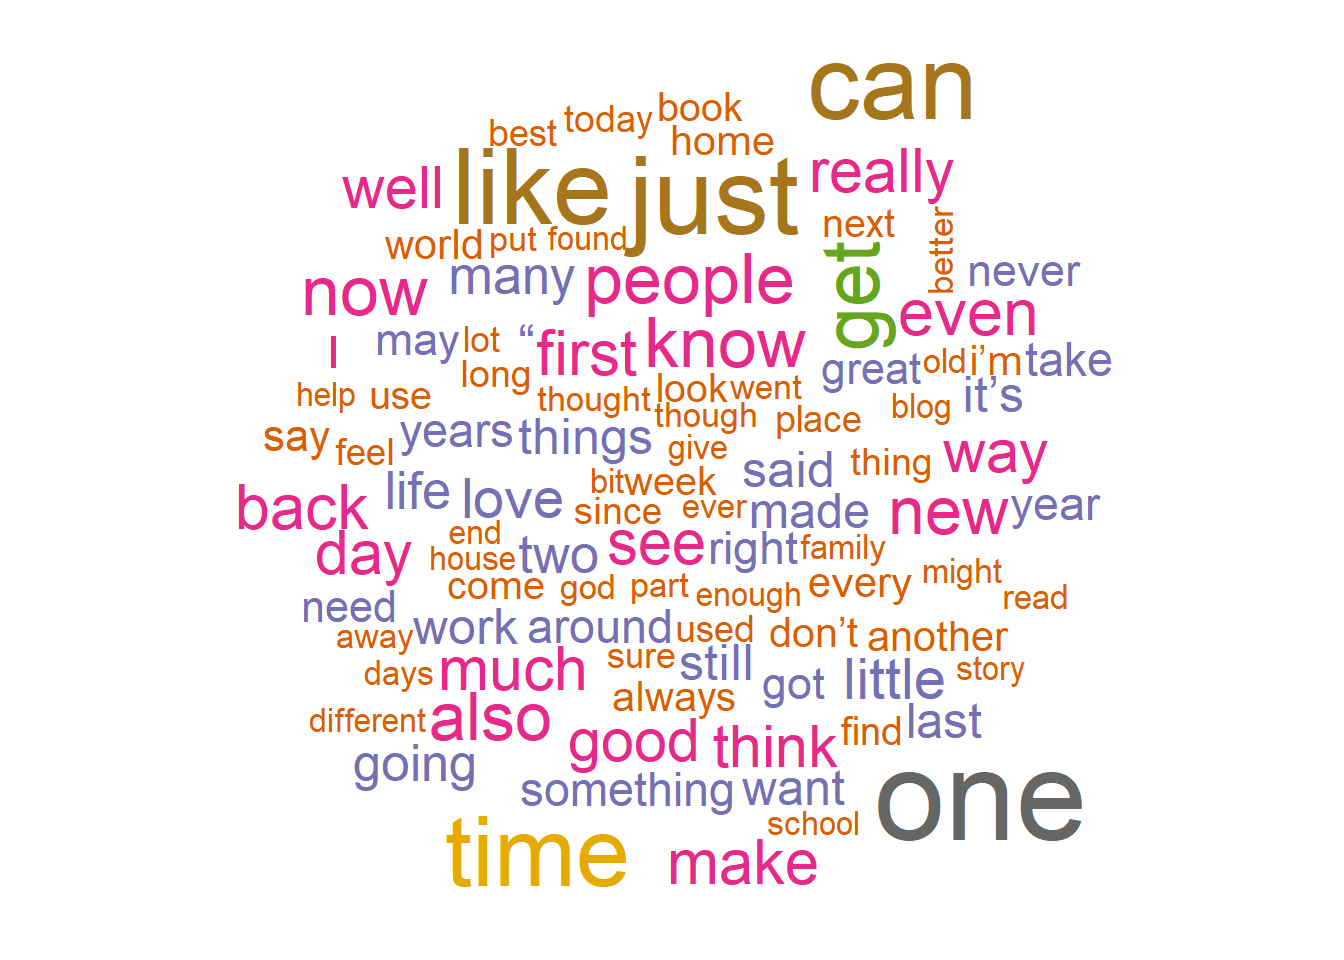 can
best today book
home
well like just really
world put found next better
now many people get never
l may lot “ first know even
long great old i’m take
help use thought look went blog it’s
though place
say feel years things give said thing way
back life love bit week made new year
since ever
day end house two see right family
come god part enough every might read
need work around used don’t another
away
days much sure still got little story
always
different also good think find last
going something want one
school
time make